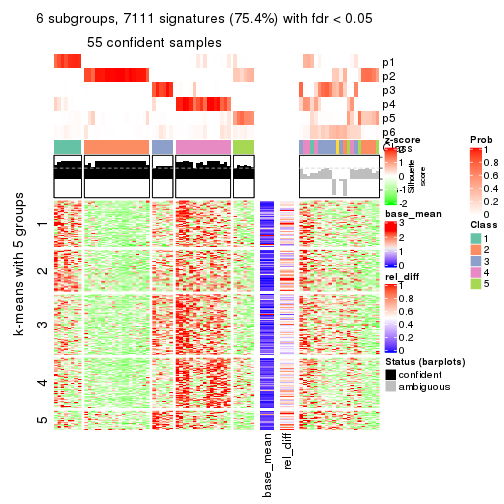 6 subgroups, 7111 signatures (75.4%) with fdr < 0.05
55 confident samples
p1
p2
p3
p4
p5
p6
Class
Silhouette
score
k-means with 5 groups
1
2
3
4
5
base_mean
rel_diff
z-score
2
1
0
-1
-2
base_mean
3
2
1
0
rel_diff
1
0.8
0.6
0.4
0.2
0
Status (barplots)
confident
ambiguous
Prob
1
0.8
0.6
0.4
0.2
0
Class
1
2
3
4
5